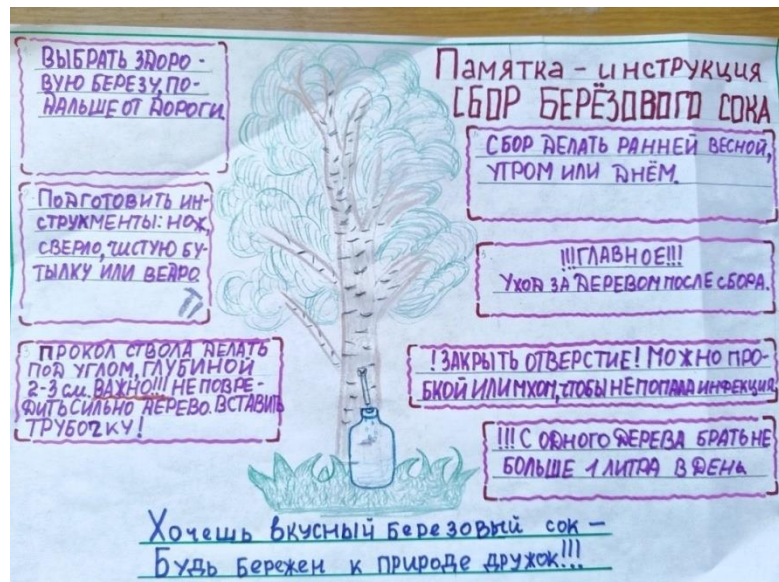 Памятка - инструкция
СБОР БЕРЁЗОВОГО СОКА
ВЫБРАТЬ ЗДОРО-
ВУЮ БЕРЕЗУ, ПО-
ДАЛЬШЕ ОТ ДОРОГИ.
ПОДГОТОВИТЬ ИН-
СТРУКМЕНТЫ: НОЖ,
СВЕРЛО, ЧИСТУЮ БУ-
ТЫЛКУ ИЛИ ВЕДРО.
ПРОКОЛ СТВОЛА ДЕЛАТЬ
ПОД УГЛОМ, ГЛУБИНОЙ
2-3 см. ВАЖНО!!! НЕ ПОВРЕ-
ДИТЬ СИЛЬНО ДЕРЕВО. ВСТАВИТЬ
ТРУБОЧКУ!
СБОР ДЕЛАТЬ РАННЕЙ ВЕСНОЙ,
УТРОМ ИЛИ ДНЁМ.
!!!ГЛАВНОЕ!!!
УХОД ЗА ДЕРЕВОМ ПОСЛЕ СБОРА.
! ЗАКРЫТЬ ОТВЕРСТИЕ! МОЖНО ПРО-
БКОЙ ИЛИ МХОМ, ЧТОБЫ НЕ ПОПАЛА ИНФЕКЦИЯ
!!! С ОДНОГО ДЕРЕВА БРАТЬ НЕ
БОЛЬШЕ 1 ЛИТРА В ДЕНЬ
Хочешь вкусный березовый сок -
Будь бережен к природе дружок!!!